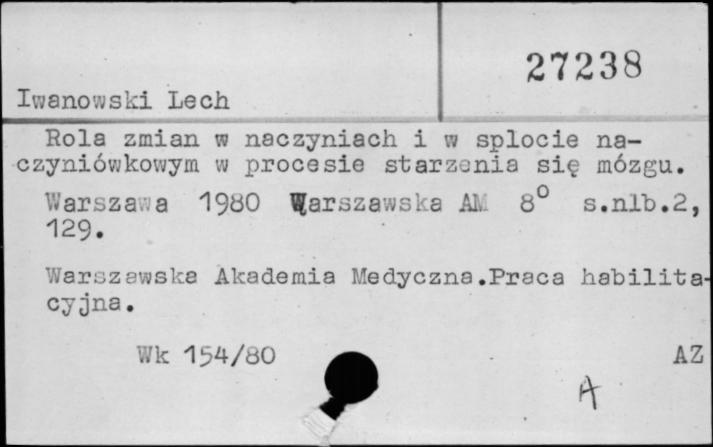 27238
Iwanowski Lech
Rola zmian w naczyniach i w splocie na-
czyniówkowym w procesie starzenia się mózgu.
Warszawa 1980 Warszawska AM 8° s.nlb.2,
129.
Warszawska Akademia Medyczna.Praca habilita-
cyjna.
Wk 154/80 AZ
A